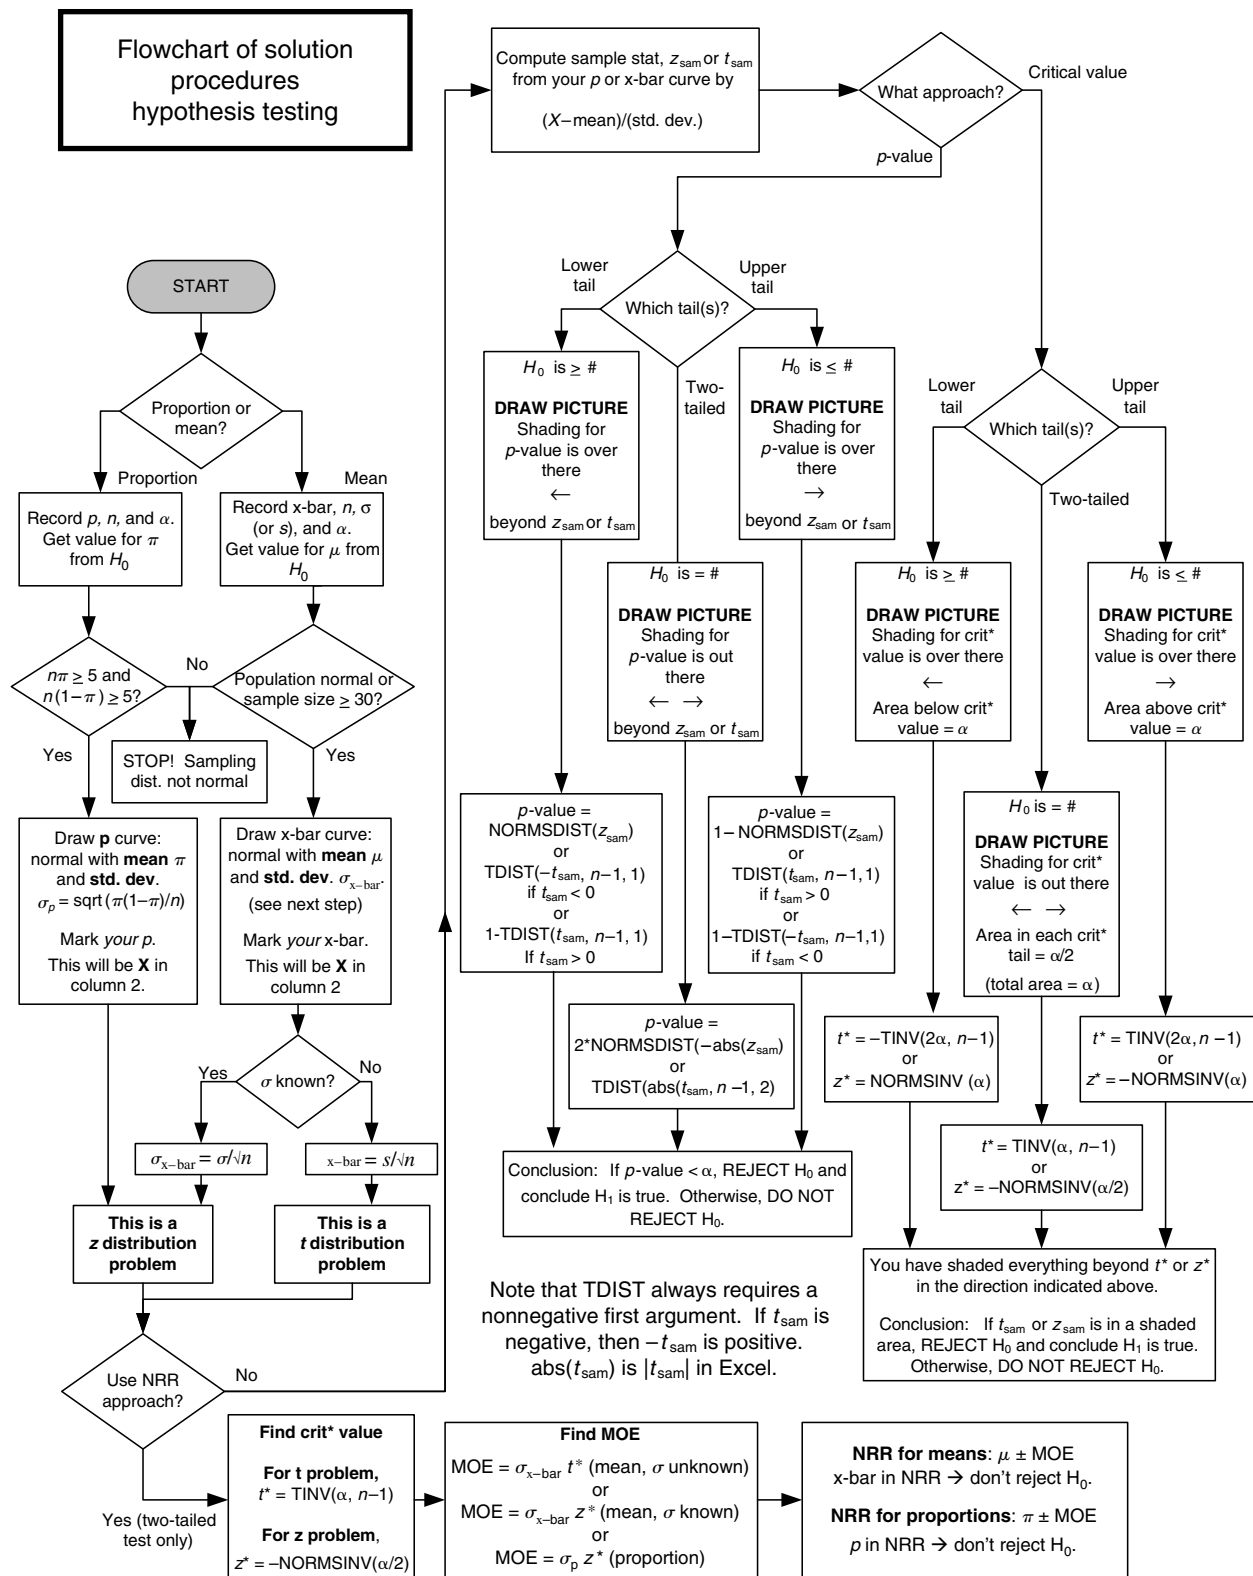 Flowchart of solution
procedures
hypothesis testing
START
Proportion or
mean?
Proportion
Mean
Record p, n, and α.
Get value for π
from H₀
Record x-bar, n, σ
(or s), and α.
Get value for μ from
H₀
nπ ≥ 5 and
n(1−π) ≥ 5?
No
Population normal or
sample size ≥ 30?
Yes
STOP! Sampling
dist. not normal
Yes
Draw p curve:
normal with mean π
and std. dev.
σₚ = sqrt (π(1−π)/n)
Mark your p.
This will be X in
column 2.
Draw x-bar curve:
normal with mean μ
and std. dev. σx−bar.
(see next step)
Mark your x-bar.
This will be X in
column 2
Yes
σ known?
No
σx−bar = σ/√n
x−bar = s/√n
This is a
z distribution
problem
This is a
t distribution
problem
Use NRR
approach?
No
Yes (two-tailed
test only)
Find crit* value
For t problem,
t* = TINV(α, n−1)
For z problem,
z* = −NORMSINV(α/2)
Find MOE
MOE = σx−bar t* (mean, σ unknown)
or
MOE = σx−bar z* (mean, σ known)
or
MOE = σp z* (proportion)
NRR for means: μ ± MOE
x-bar in NRR → don't reject H₀.
NRR for proportions: π ± MOE
p in NRR → don't reject H₀.
Compute sample stat, zsam or tsam
from your p or x-bar curve by
(X−mean)/(std. dev.)
What approach?
Critical value
p-value
Lower
tail
Which tail(s)?
Upper
tail
Two-
tailed
H₀ is ≥ #
DRAW PICTURE
Shading for
p-value is over
there
←
beyond zsam or tsam
H₀ is ≤ #
DRAW PICTURE
Shading for
p-value is over
there
→
beyond zsam or tsam
H₀ is = #
DRAW PICTURE
Shading for
p-value is out
there
← →
beyond zsam or tsam
p-value =
NORMSDIST(zsam)
or
TDIST(−tsam, n−1, 1)
if tsam < 0
or
1-TDIST(tsam, n−1, 1)
If tsam > 0
p-value =
1−NORMSDIST(zsam)
or
TDIST(tsam, n−1, 1)
if tsam > 0
or
1−TDIST(−tsam, n−1,1)
if tsam < 0
p-value =
2*NORMSDIST(−abs(zsam)
or
TDIST(abs(tsam, n −1, 2)
Conclusion: If p-value < α, REJECT H₀ and
conclude H₁ is true. Otherwise, DO NOT
REJECT H₀.
Note that TDIST always requires a
nonnegative first argument. If tsam is
negative, then −tsam is positive.
abs(tsam) is |tsam| in Excel.
Lower
tail
Which tail(s)?
Upper
tail
Two-tailed
H₀ is ≥ #
DRAW PICTURE
Shading for crit*
value is over there
←
Area below crit*
value = α
H₀ is ≤ #
DRAW PICTURE
Shading for crit*
value is over there
→
Area above crit*
value = α
H₀ is = #
DRAW PICTURE
Shading for crit*
value is out there
← →
Area in each crit*
tail = α/2
(total area = α)
t* = −TINV(2α, n−1)
or
z* = NORMSINV (α)
t* = TINV(2α, n−1)
or
z* = −NORMSINV(α)
t* = TINV(α, n−1)
or
z* = −NORMSINV(α/2)
You have shaded everything beyond t* or z*
in the direction indicated above.
Conclusion: If tsam or zsam is in a shaded
area, REJECT H₀ and conclude H₁ is true.
Otherwise, DO NOT REJECT H₀.